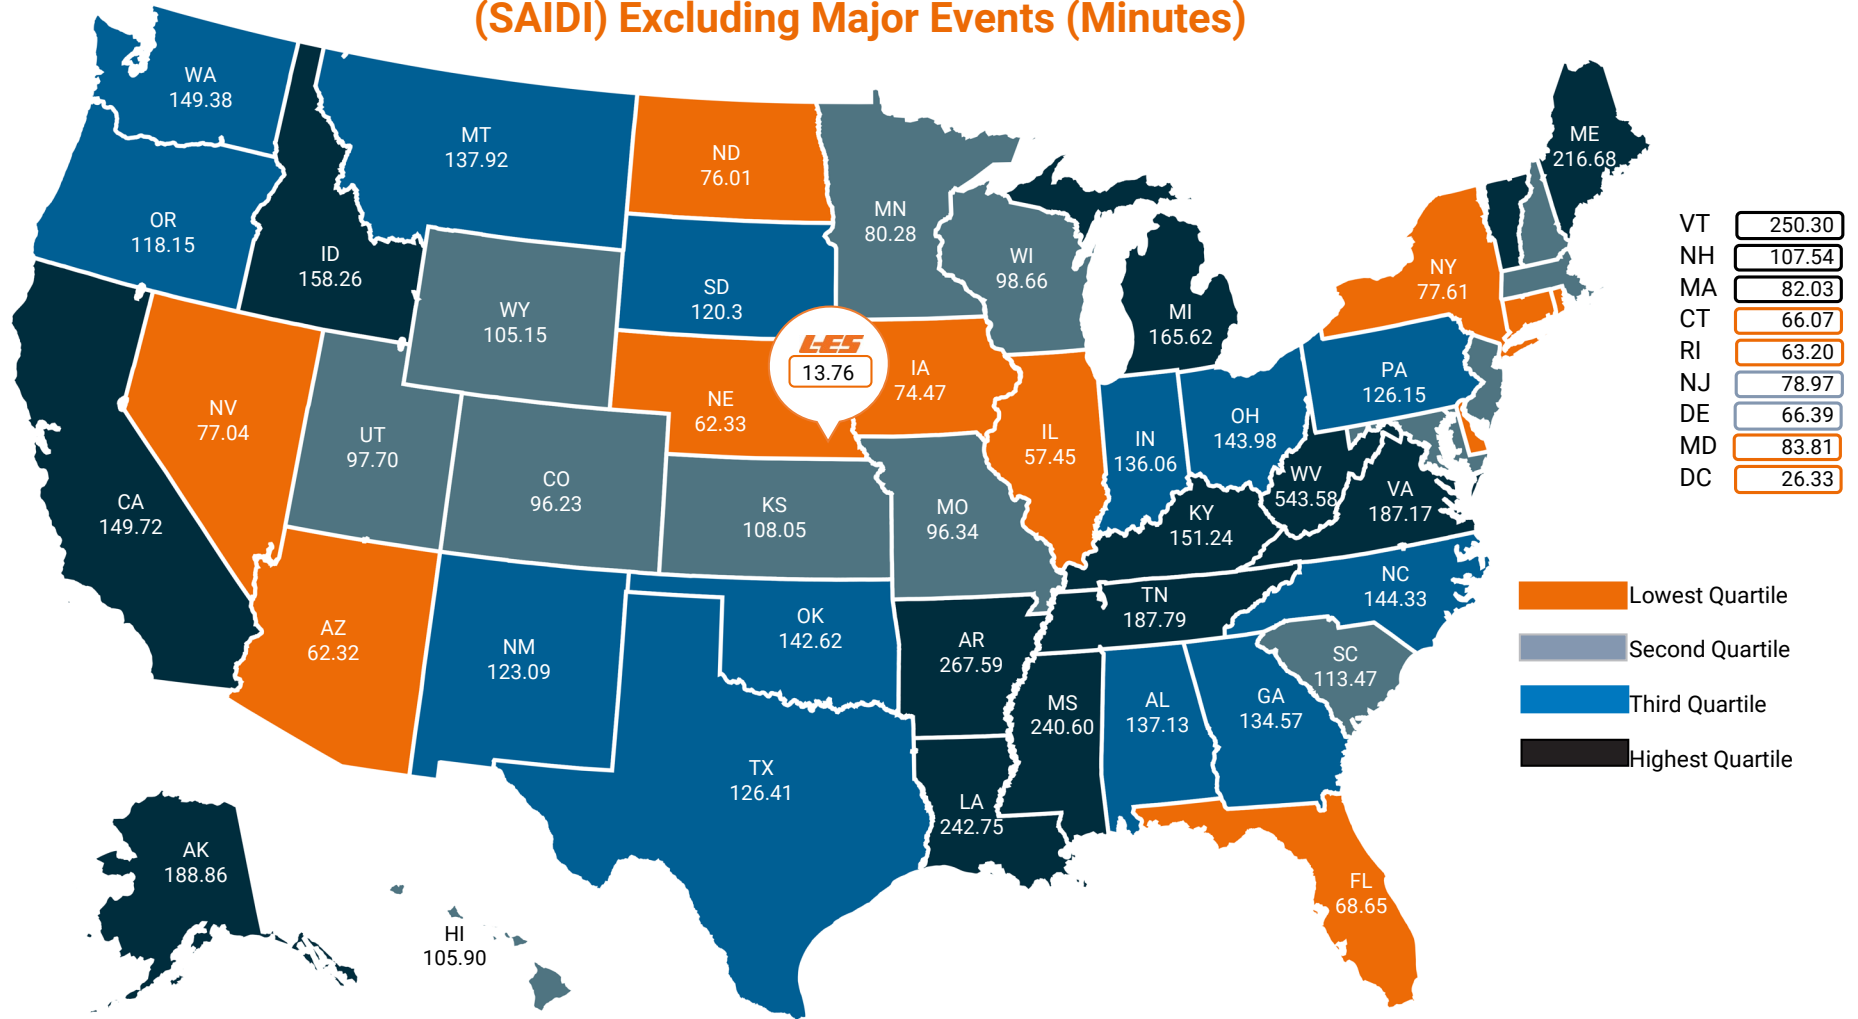 (SAIDI) Excluding Major Events (Minutes)
WA
149.38
MT
137.92
ND
76.01
MN
80.28
ME
216.68
OR
118.15
ID
158.26
WY
105.15
SD
120.3
WI
98.66
MI
165.62
NY
77.61
VT 250.30
NH 107.54
MA 82.03
CT 66.07
RI 63.20
NJ 78.97
DE 66.39
MD 83.81
DC 26.33
LES
13.76
NV
77.04
UT
97.70
NE
62.33
IA
74.47
IL
57.45
IN
136.06
OH
143.98
PA
126.15
CA
149.72
CO
96.23
KS
108.05
MO
96.34
KY
151.24
WV
543.58
VA
187.17
AZ
62.32
NM
123.09
OK
142.62
AR
267.59
TN
187.79
NC
144.33
SC
113.47
TX
126.41
LA
242.75
MS
240.60
AL
137.13
GA
134.57
FL
68.65
AK
188.86
HI
105.90
Lowest Quartile
Second Quartile
Third Quartile
Highest Quartile